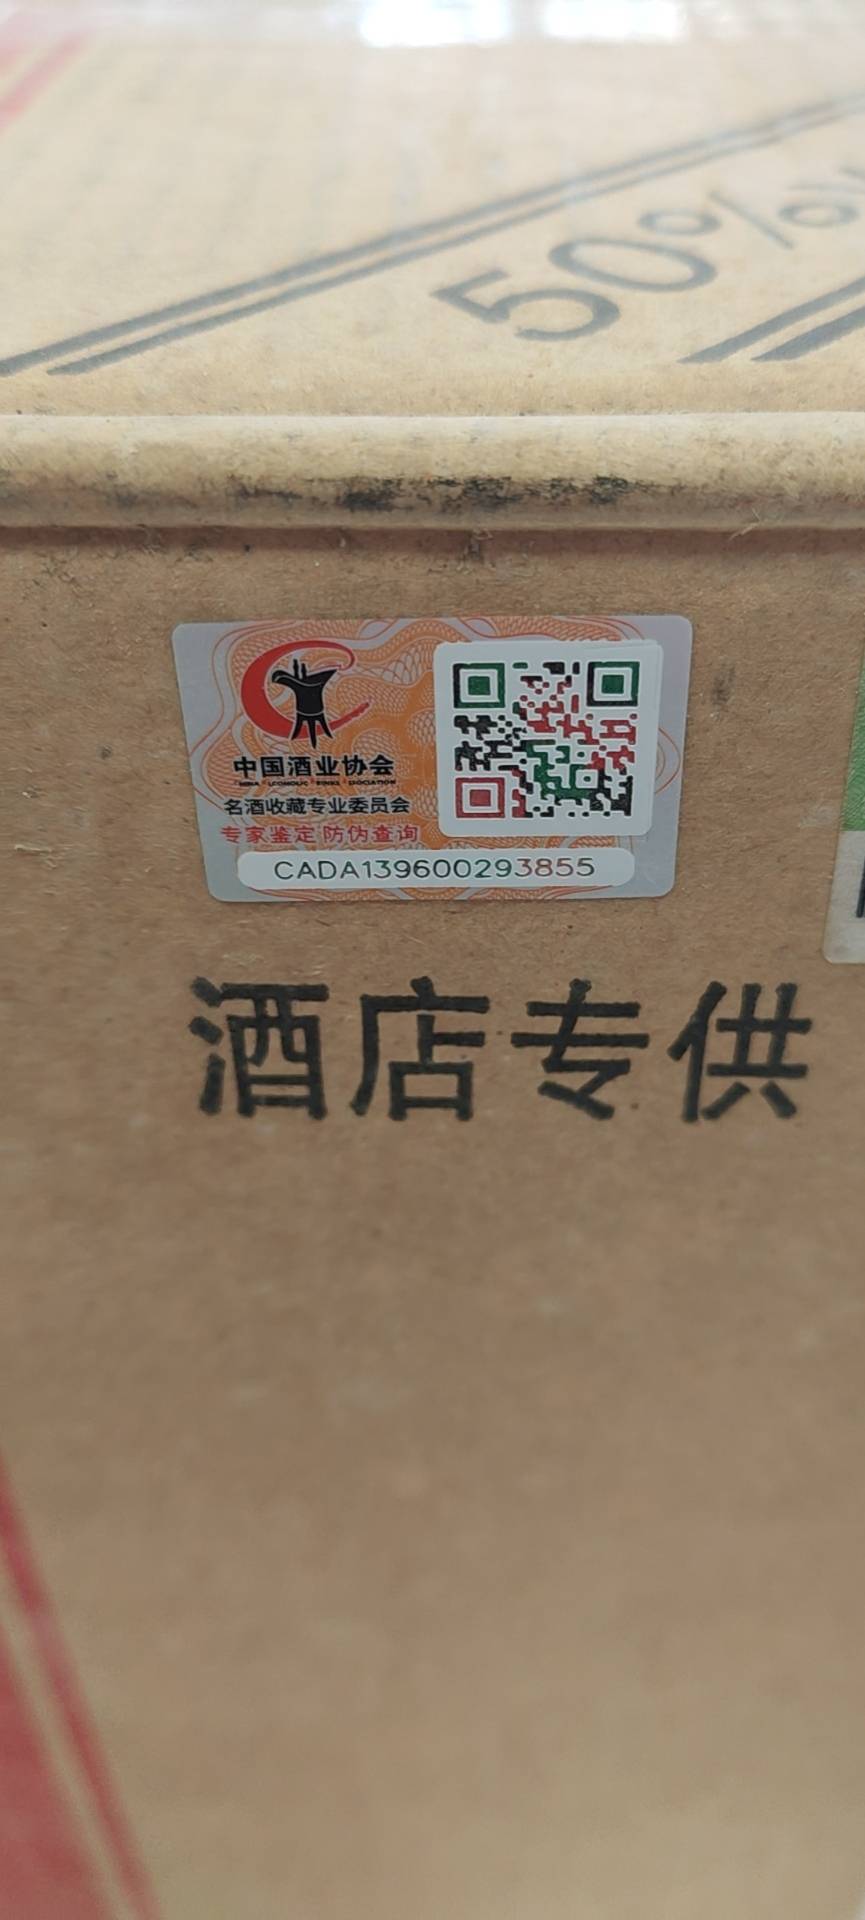 50%
中国酒业协会
名酒收藏专业委员会
专家鉴定 防伪查询
CADA139600293855
酒店专供